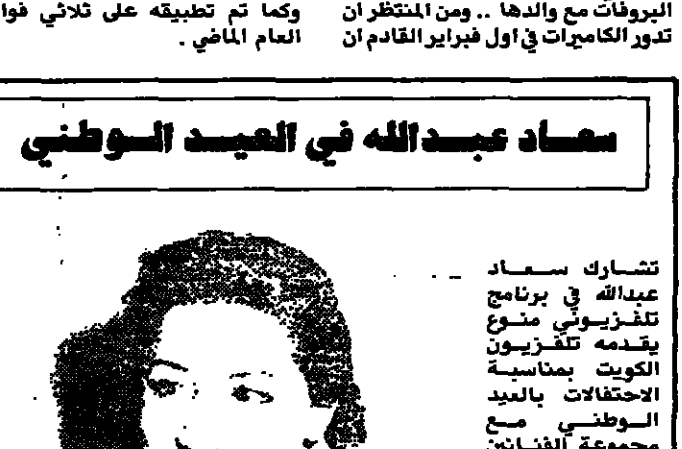 البروفات مع والدها .. ومن المنتظر ان
تدور الكاميرات في اول فبراير القادم ان
وكما تم تطبيقه على ثلاثي
العام الماضي .
سعاد عبدالله في العيد الوطني
تشارك سعاد
عبدالله في برنامج
تلفزيوني منوع
يقدمه تلفزيون
الكويت بمناسبة
الاحتفالات بالعيد
الوطني مع
مجموعة الفنانين